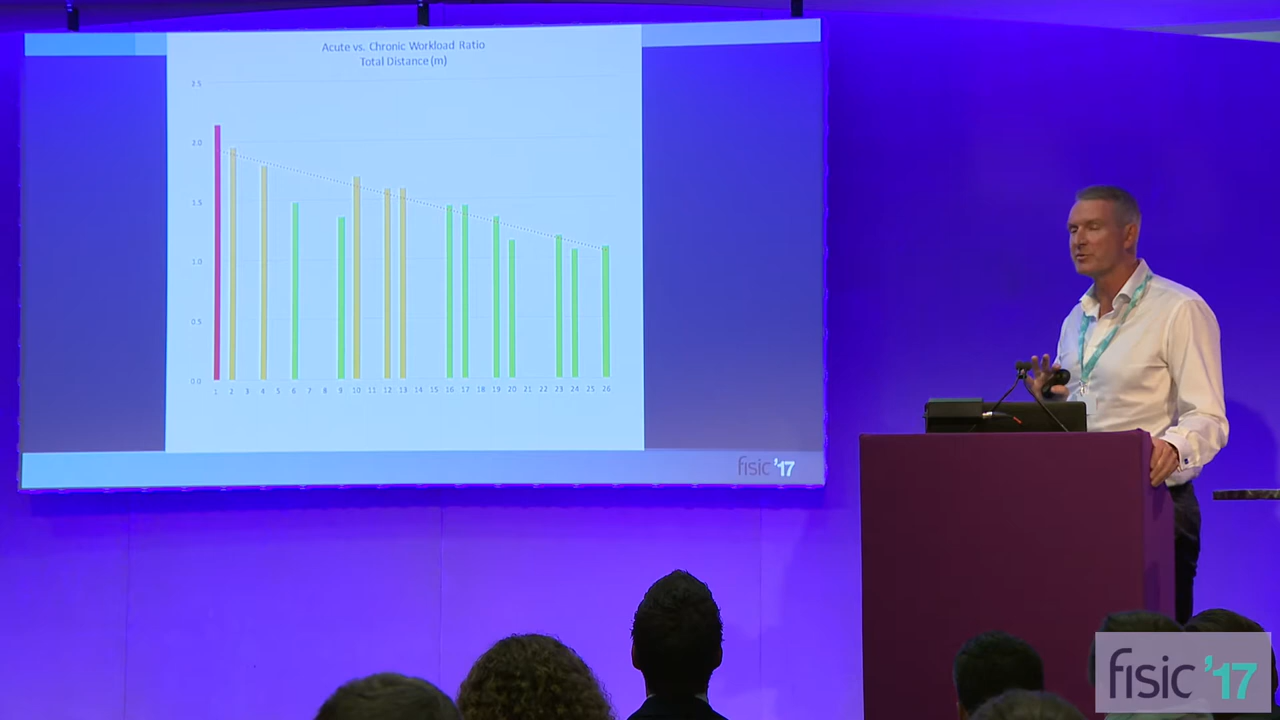 Acute vs. Chronic Workload Ratio
Total Distance (m)
2.5
2.0
1.5
1.0
0.5
0.0
1 2 3 4 5 6 7 8 9 10 11 12 13 14 15 16 17 18 19 20 21 22 23 24 25 26
fisic '17
fisic '17